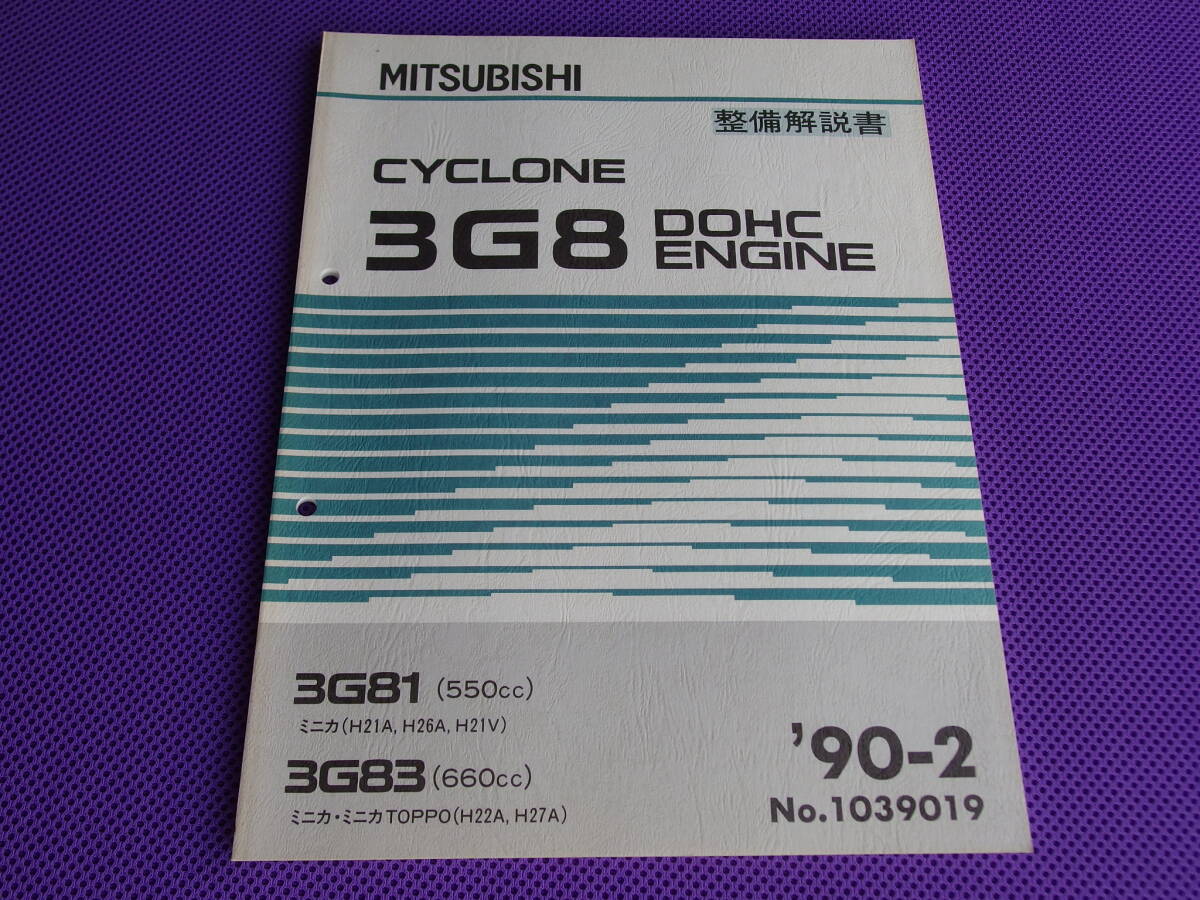 MITSUBISHI
整備解説書
CYCLONE
3G8 DOHC ENGINE
3G81 (550cc)
ミニカ(H21A, H26A, H21V)
3G83 (660cc)
ミニカ・ミニカTOPPO(H22A, H27A)
'90-2
No.1039019